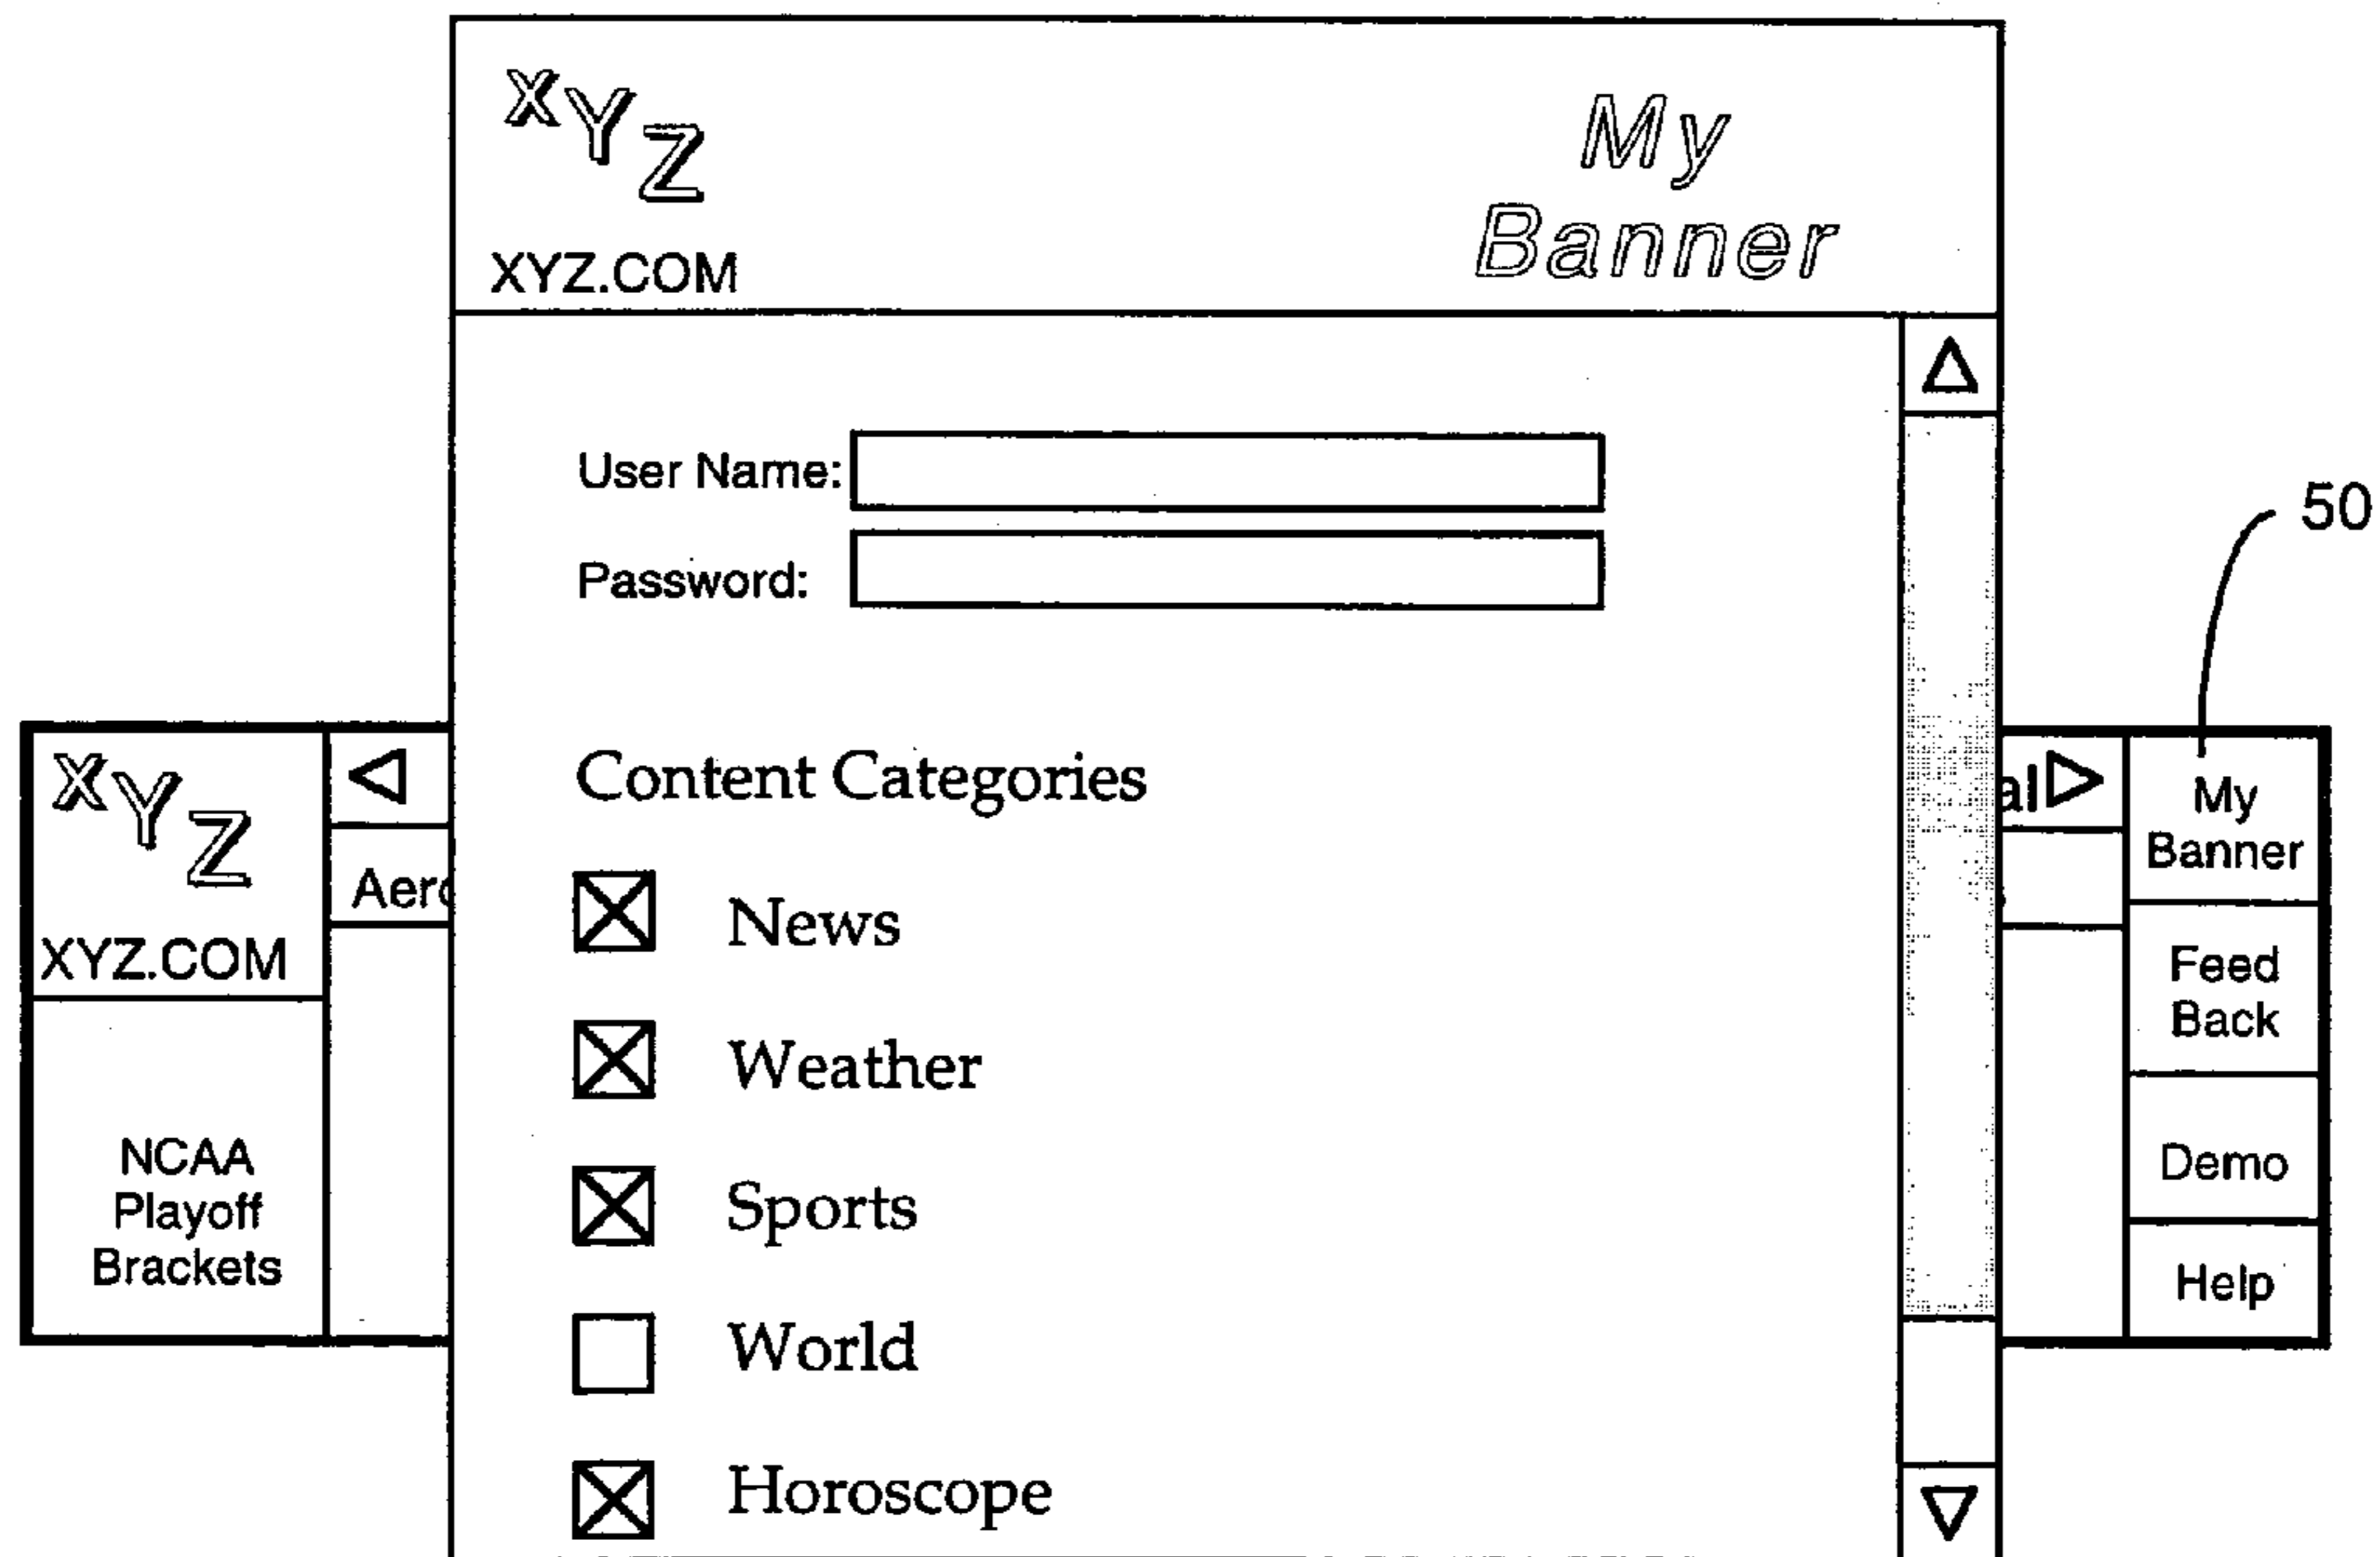 XYZ
My
Banner
XYZ.COM
User Name:
Password:
50
Content Categories
News
Weather
Sports
World
Horoscope
XYZ
XYZ.COM
NCAA
Playoff
Brackets
My
Banner
Feed
Back
Demo
Help